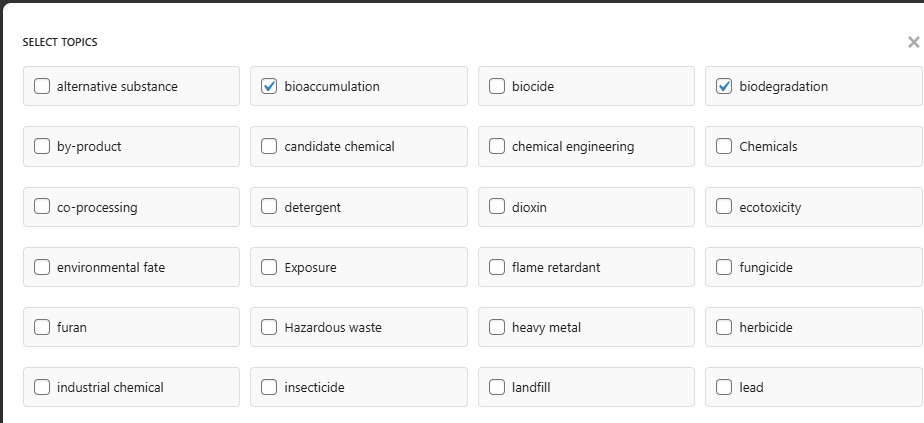 SELECT TOPICS
alternative substance
bioaccumulation
biocide
biodegradation
by-product
candidate chemical
chemical engineering
Chemicals
co-processing
detergent
dioxin
ecotoxicity
environmental fate
Exposure
flame retardant
fungicide
furan
Hazardous waste
heavy metal
herbicide
industrial chemical
insecticide
landfill
lead